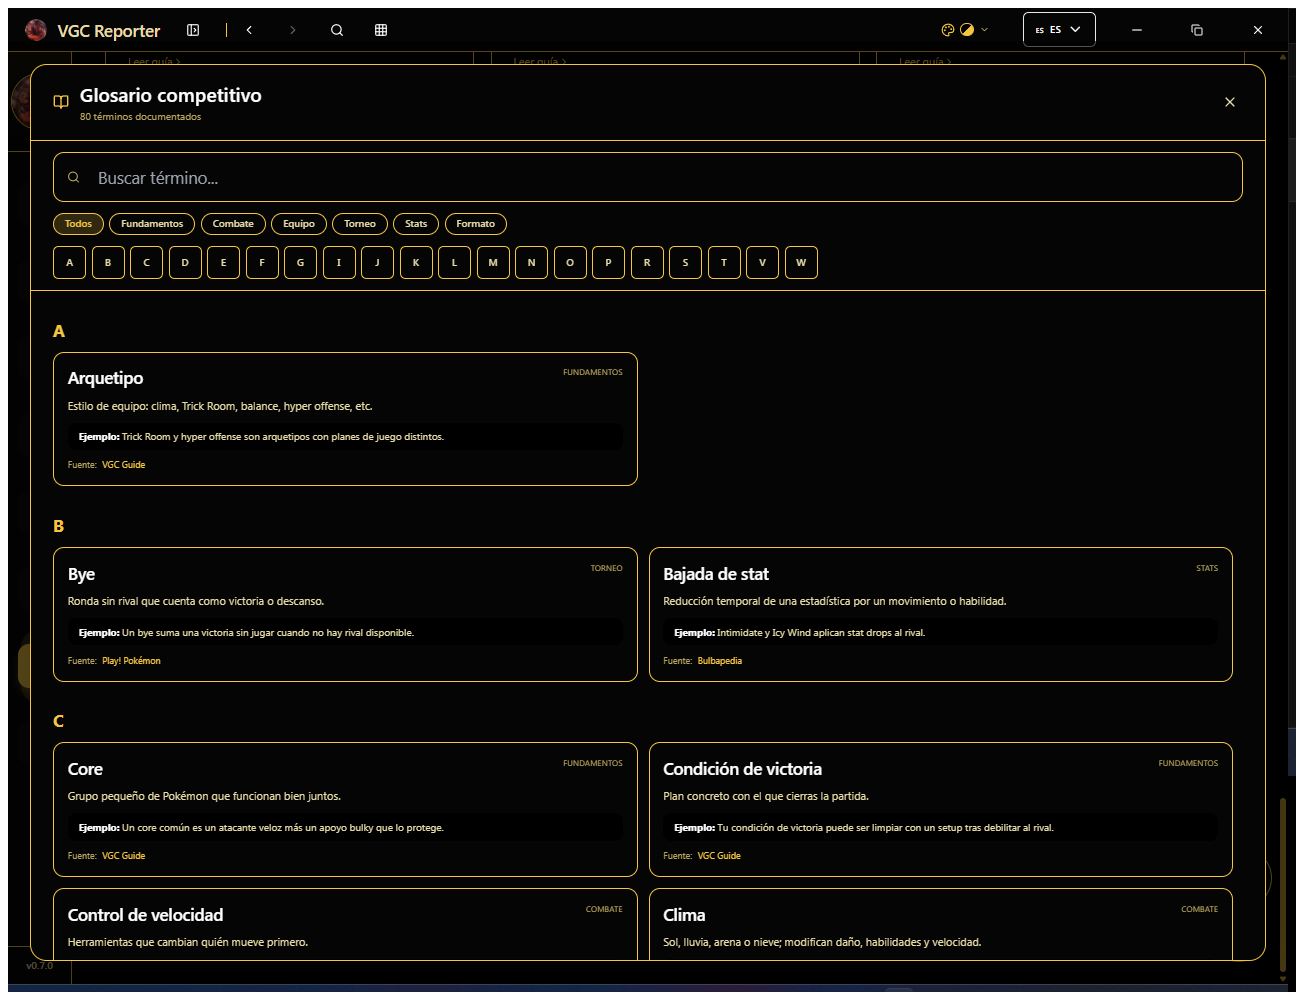 VGC Reporter
ES ES
Leer guía >
Leer guía >
Leer guía >
Glosario competitivo
80 términos documentados
Buscar término...
Todos Fundamentos Combate Equipo Torneo Stats Formato
A B C D E F G I J K L M N O P R S T V W
A
Arquetipo FUNDAMENTOS
Estilo de equipo: clima, Trick Room, balance, hyper offense, etc.
Ejemplo: Trick Room y hyper offense son arquetipos con planes de juego distintos.
Fuente: VGC Guide
B
Bye TORNEO
Ronda sin rival que cuenta como victoria o descanso.
Ejemplo: Un bye suma una victoria sin jugar cuando no hay rival disponible.
Fuente: Play! Pokémon
Bajada de stat STATS
Reducción temporal de una estadística por un movimiento o habilidad.
Ejemplo: Intimidate y Icy Wind aplican stat drops al rival.
Fuente: Bulbapedia
C
Core FUNDAMENTOS
Grupo pequeño de Pokémon que funcionan bien juntos.
Ejemplo: Un core común es un atacante veloz más un apoyo bulky que lo protege.
Fuente: VGC Guide
Condición de victoria FUNDAMENTOS
Plan concreto con el que cierras la partida.
Ejemplo: Tu condición de victoria puede ser limpiar con un setup tras debilitar al rival.
Fuente: VGC Guide
Control de velocidad COMBATE
Herramientas que cambian quién mueve primero.
Clima COMBATE
Sol, lluvia, arena o nieve; modifican daño, habilidades y velocidad.
v0.7.0